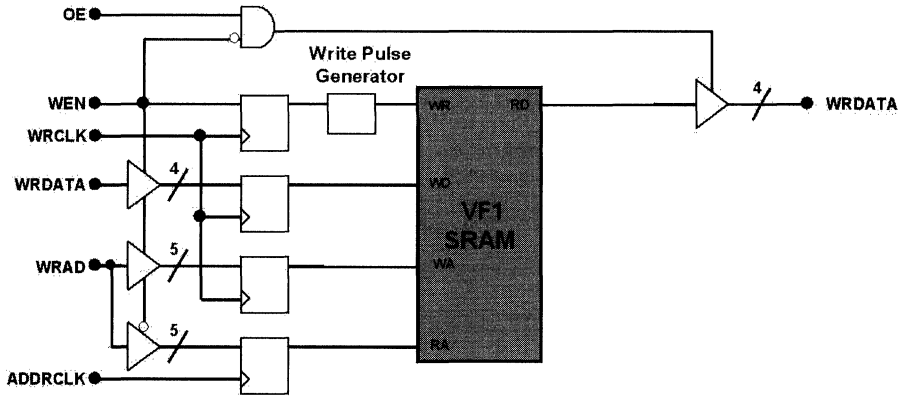 OE
Write Pulse
Generator
WEN
WR
RD
4
WRDATA
WRCLK
WRDATA
4
WD
VF1
SRAM
WRAD
5
WA
5
RA
ADDRCLK